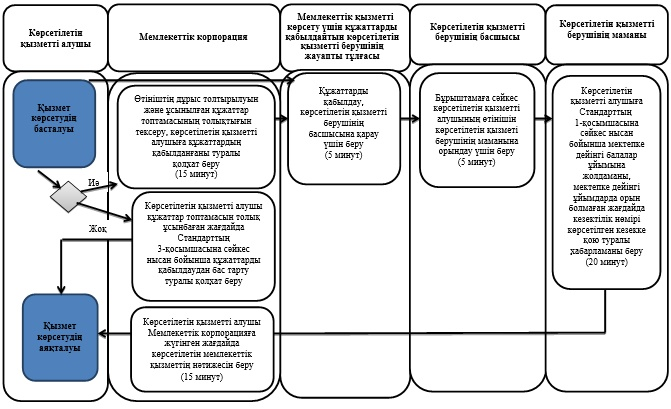 Көрсетілетін
қызметті алушы
Мемлекеттік корпорация
Мемлекеттік қызметті
көрсету үшін құжаттарды
қабылдайтын көрсетілетін
қызметті берушінің
жауапты тұлғасы
Көрсетілетін қызметті
берушінің басшысы
Көрсетілетін қызметті
берушінің маманы
Қызмет
көрсетудің
басталуы
Өтініштің дұрыс толтырылуын
және ұсынылған құжаттар
топтамасының толықтығын
тексеру, көрсетілетін қызметті
алушыға құжаттардың
қабылданғаны туралы
қолхат беру
(15 минут)
Құжаттарды
қабылдау,
көрсетілетін қызметті
берушінің
басшысына қарау
үшін беру
(5 минут)
Бұрыштамаға сәйкес
көрсетілетін қызметті
алушының өтінішін
көрсетілетін қызметі
берушінің маманына
орындау үшін беру
(5 минут)
Көрсетілетін
қызметті алушыға
Стандарттың
1-қосымшасына
сәйкес нысан
бойынша мектепке
дейінгі балалар
ұйымына
жолдаманы,
мектепке дейінгі
ұйымдарда орын
болмаған жағдайда
кезектілік нөмірі
көрсетілген кезекке
қою туралы
хабарламаны беру
(20 минут)
Иә
Жоқ
Көрсетілетін қызметті алушы
құжаттар топтамасын толық
ұсынбаған жағдайда
Стандарттың
3-қосымшасына сәйкес
нысан бойынша құжаттарды
қабылдаудан бас тарту
туралы қолхат беру
Қызмет
көрсетудің
аяқталуы
Көрсетілетін қызметті алушы
Мемлекеттік корпорацияға
жүгінген жағдайда
көрсетілетін мемлекеттік
қызметтің нәтижесін беру
(15 минут)